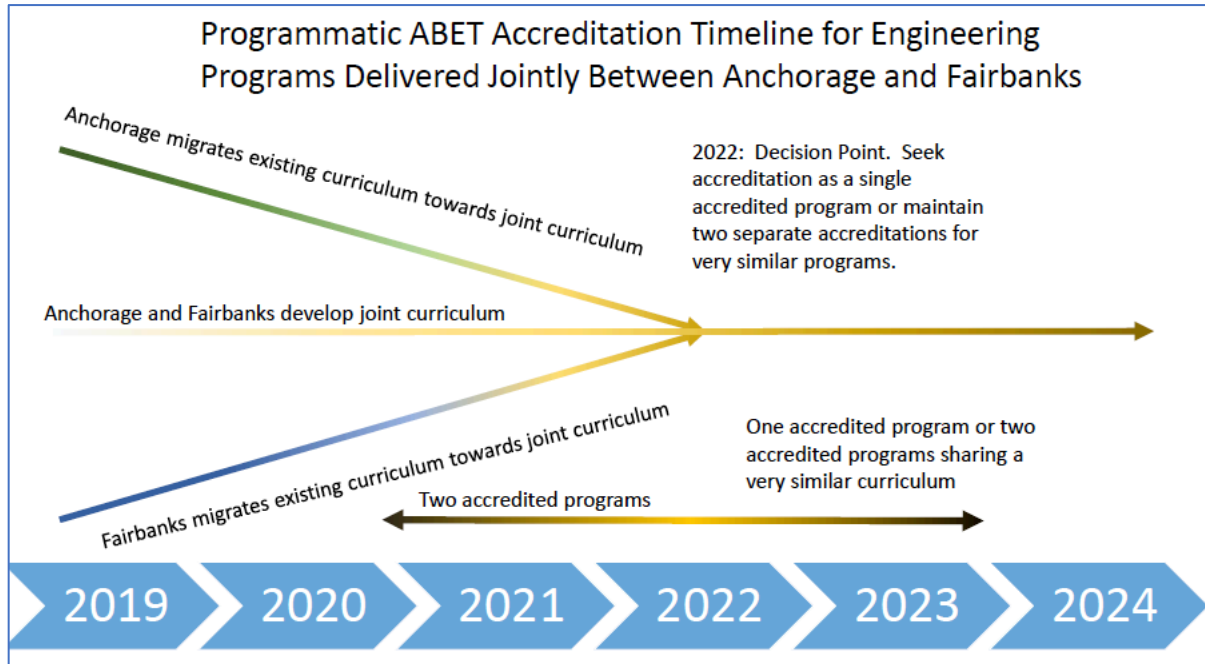 Programmatic ABET Accreditation Timeline for Engineering
Programs Delivered Jointly Between Anchorage and Fairbanks
Anchorage migrates existing curriculum towards joint curriculum
2022: Decision Point. Seek
accreditation as a single
accredited program or maintain
two separate accreditations for
very similar programs.
Anchorage and Fairbanks develop joint curriculum
Fairbanks migrates existing curriculum towards joint curriculum
One accredited program or two
accredited programs sharing a
very similar curriculum
Two accredited programs
2019 2020 2021 2022 2023 2024